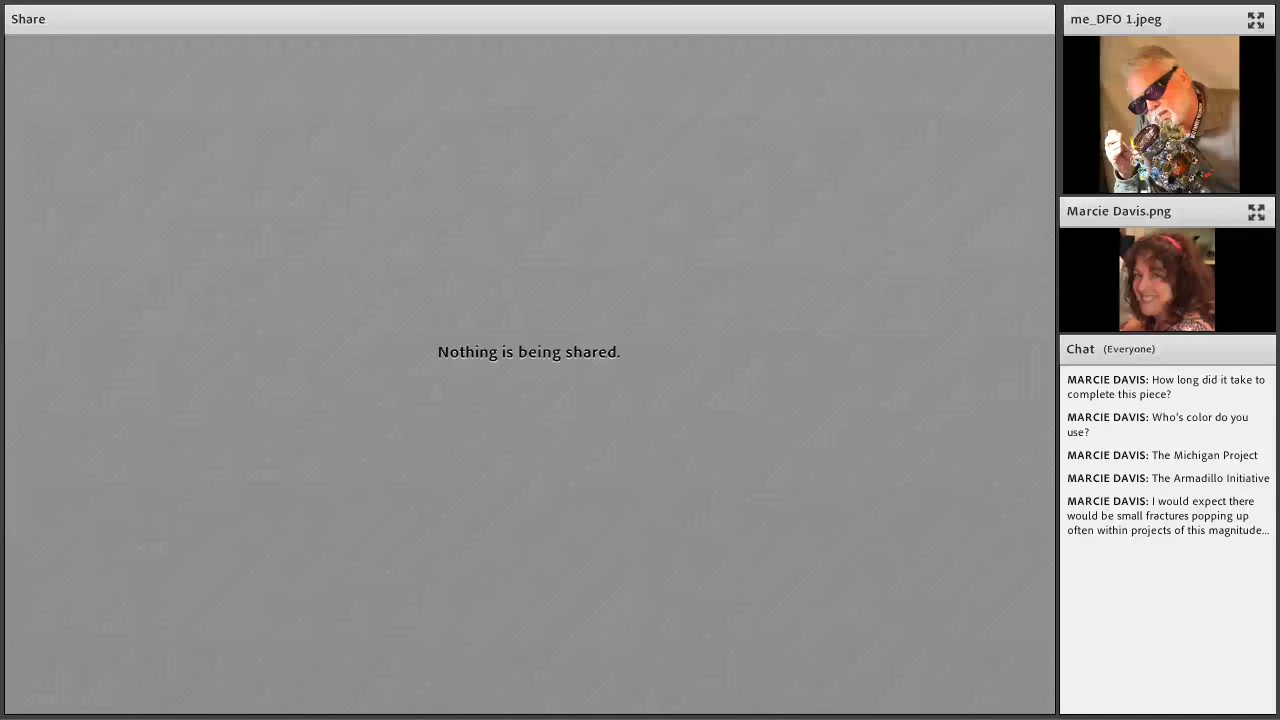 Share
Nothing is being shared.
me_DFO 1.jpeg
Marcie Davis.png
Chat (Everyone)
MARCIE DAVIS: How long did it take to
complete this piece?
MARCIE DAVIS: Who's color do you
use?
MARCIE DAVIS: The Michigan Project
MARCIE DAVIS: The Armadillo Initiative
MARCIE DAVIS: I would expect there
would be small fractures popping up
often within projects of this magnitude...